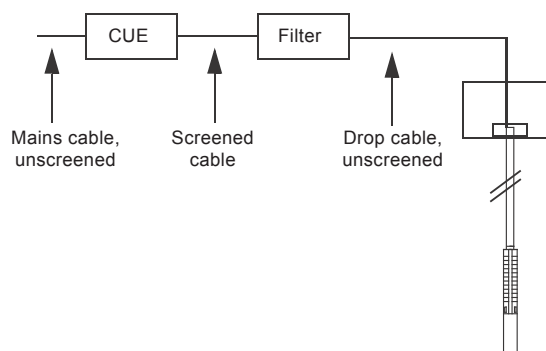 CUE
Filter
Mains cable,
unscreened
Screened
cable
Drop cable,
unscreened